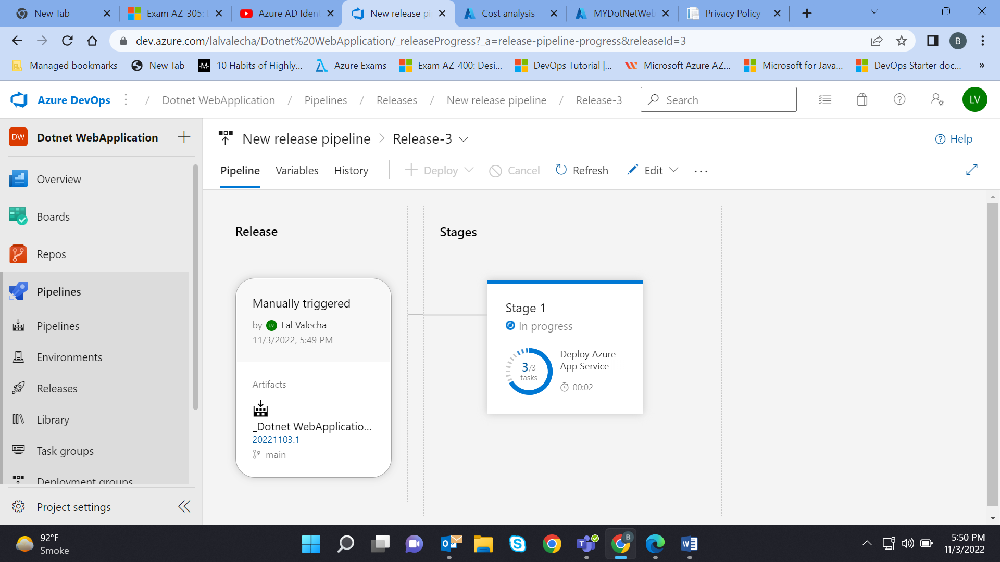 New Tab
Exam AZ-305:
Azure AD Iden
New release pi
Cost analysis -
MYDotNetWeb
Privacy Policy -
dev.azure.com/lalvalecha/Dotnet%20WebApplication/_releaseProgress?_a=release-pipeline-progress&releaseId=3
B
Managed bookmarks
New Tab
10 Habits of Highly...
Azure Exams
Exam AZ-400: Desi...
DevOps Tutorial |...
Microsoft Azure AZ...
Microsoft for Java...
DevOps Starter doc...
»
Azure DevOps / Dotnet WebApplication / Pipelines / Releases / New release pipeline / Release-3
Search
LV
DW Dotnet WebApplication
Overview
Boards
Repos
Pipelines
Pipelines
Environments
Releases
Library
Task groups
Deployment groups
Project settings
New release pipeline > Release-3
Help
Pipeline Variables History Deploy Cancel Refresh Edit ...
Release
Manually triggered
by LV Lal Valecha
11/3/2022, 5:49 PM
Artifacts
_Dotnet WebApplicatio...
20221103.1
main
Stages
Stage 1
In progress
3/3
tasks
Deploy Azure
App Service
00:02
92°F
Smoke
B
5:50 PM
11/3/2022